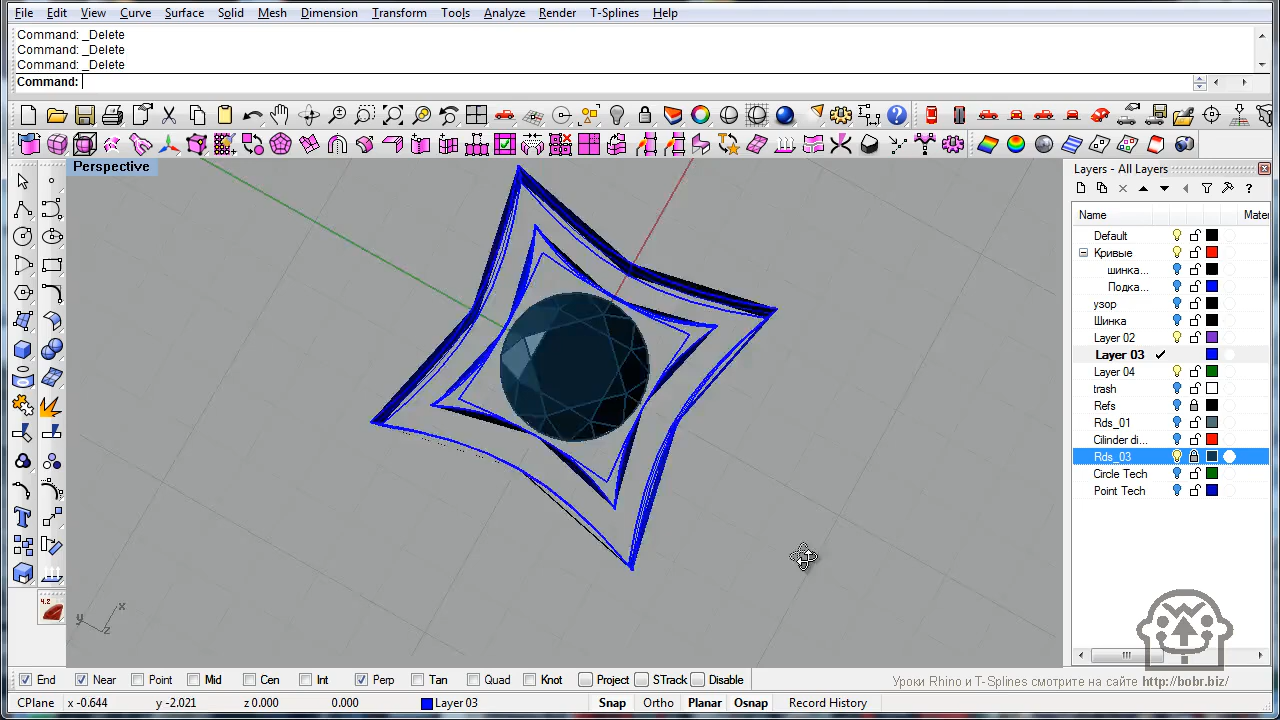 File Edit View Curve Surface Solid Mesh Dimension Transform Tools Analyze Render T-Splines Help
Command: _Delete
Command: _Delete
Command: _Delete
Command:
Perspective
Layers - All Layers
Name Mater
Default
Кривые
шинка...
Подка...
узор
Шинка
Layer 02
Layer 03
Layer 04
trash
Refs
Rds_01
Cilinder di...
Rds_03
Circle Tech
Point Tech
4.2
y x
z
End Near Point Mid Cen Int Perp Tan Quad Knot Project STrack Disable
Уроки Rhino и T-Splines смотрите на сайте http://bobr.biz/
CPlane x -0.644 y -2.021 z 0.000 0.000 Layer 03 Snap Ortho Planar Osnap Record History